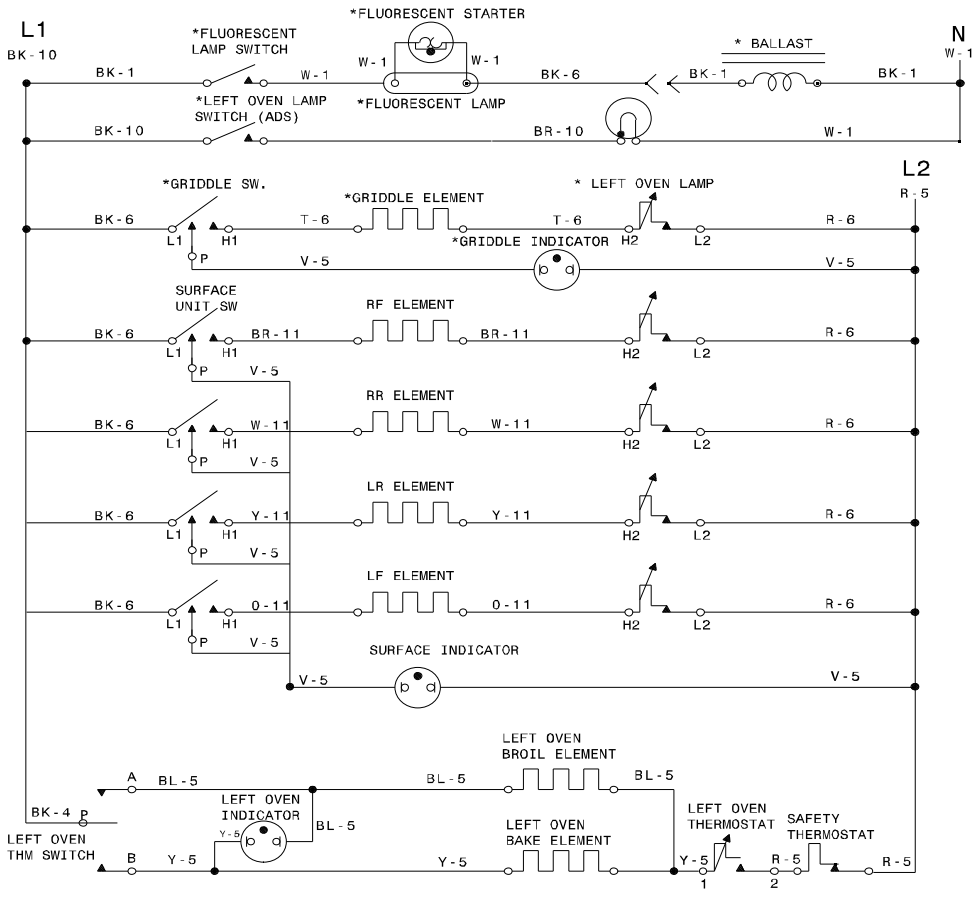 L1
BK-10
*FLUORESCENT
LAMP SWITCH
*FLUORESCENT STARTER
* BALLAST
N
W-1
BK-1
W-1
W-1
W-1
BK-6
BK-1
BK-1
*FLUORESCENT LAMP
*LEFT OVEN LAMP
SWITCH (ADS)
BK-10
BR-10
W-1
L2
R-5
*GRIDDLE SW.
*GRIDDLE ELEMENT
* LEFT OVEN LAMP
BK-6
T-6
T-6
R-6
L1
H1
H2
L2
P
V-5
*GRIDDLE INDICATOR
V-5
SURFACE
UNIT SW
RF ELEMENT
BK-6
BR-11
BR-11
R-6
L1
H1
H2
L2
P
V-5
RR ELEMENT
BK-6
W-11
W-11
R-6
L1
H1
H2
L2
P
V-5
LR ELEMENT
BK-6
Y-11
Y-11
R-6
L1
H1
H2
L2
P
V-5
LF ELEMENT
BK-6
O-11
O-11
R-6
L1
H1
H2
L2
P
V-5
SURFACE INDICATOR
V-5
V-5
LEFT OVEN
BROIL ELEMENT
A
BL-5
BL-5
BL-5
BK-4
P
LEFT OVEN
INDICATOR
Y-5
BL-5
LEFT OVEN
THM SWITCH
LEFT OVEN
BAKE ELEMENT
LEFT OVEN
THERMOSTAT
SAFETY
THERMOSTAT
B
Y-5
Y-5
Y-5
R-5
R-5
1
2